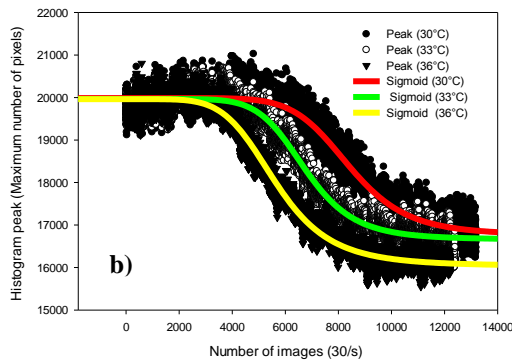 22000
21000
20000
19000
18000
17000
16000
15000
Histogram peak (Maximum number of pixels)
Peak (30°C)
Peak (33°C)
Peak (36°C)
Sigmoid (30°C)
Sigmoid (33°C)
Sigmoid (36°C)
b)
0 2000 4000 6000 8000 10000 12000 14000
Number of images (30/s)